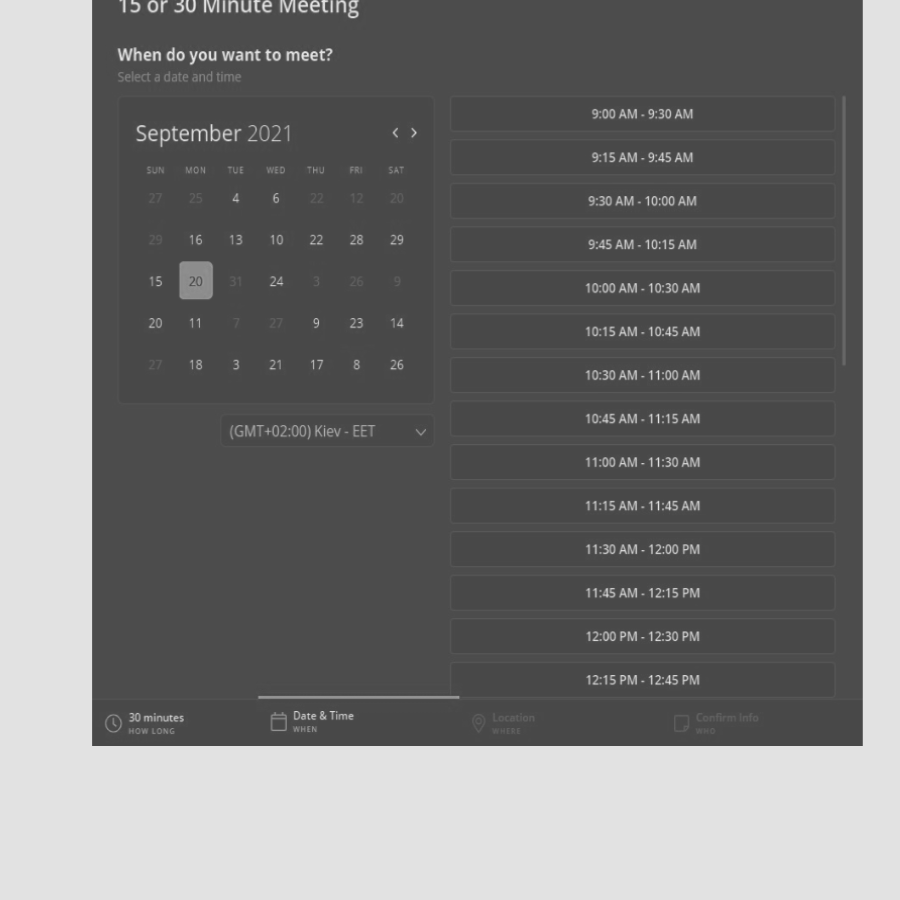 15 or 30 Minute Meeting
When do you want to meet?
Select a date and time
September 2021
SUN MON TUE WED THU FRI SAT
27 25 4 6 22 12 20
29 16 13 10 22 28 29
15 20 31 24 3 26 9
20 11 7 27 9 23 14
27 18 3 21 17 8 26
(GMT+02:00) Kiev - EET
9:00 AM - 9:30 AM
9:15 AM - 9:45 AM
9:30 AM - 10:00 AM
9:45 AM - 10:15 AM
10:00 AM - 10:30 AM
10:15 AM - 10:45 AM
10:30 AM - 11:00 AM
10:45 AM - 11:15 AM
11:00 AM - 11:30 AM
11:15 AM - 11:45 AM
11:30 AM - 12:00 PM
11:45 AM - 12:15 PM
12:00 PM - 12:30 PM
12:15 PM - 12:45 PM
30 minutes
HOW LONG
Date & Time
WHEN
Location
WHERE
Confirm Info
WHO